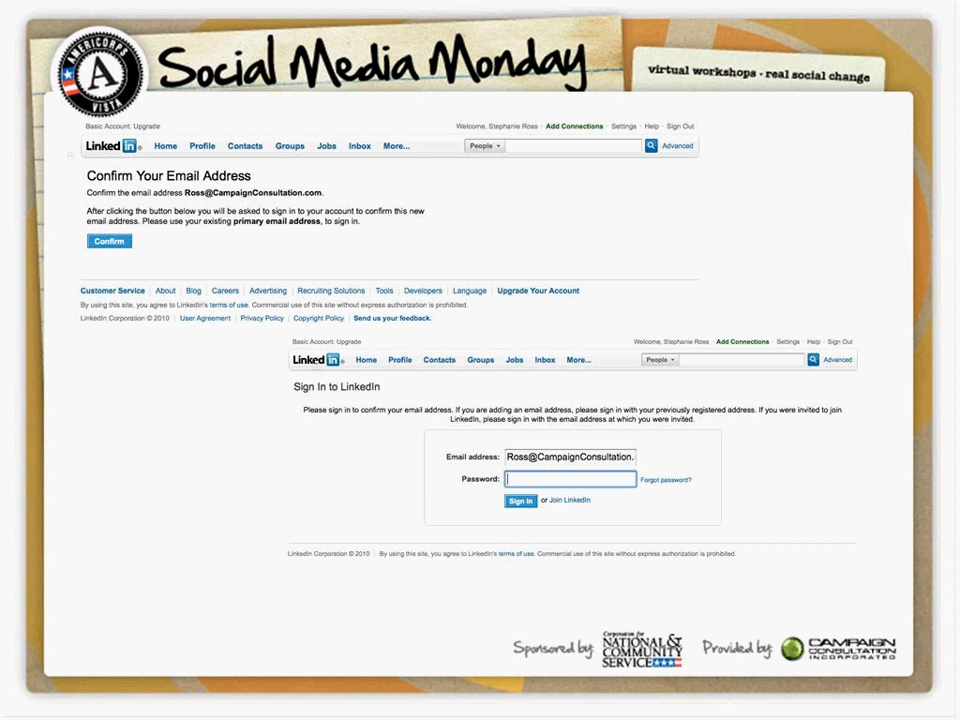 AMERICORPS
A
VISTA
Social Media Monday
virtual workshops · real social change
Basic Account: Upgrade
Welcome, Stephanie Ross · Add Connections · Settings · Help · Sign Out
Linked in® Home Profile Contacts Groups Jobs Inbox More... People Advanced
Confirm Your Email Address
Confirm the email address Ross@CampaignConsultation.com.
After clicking the button below you will be asked to sign in to your account to confirm this new
email address. Please use your existing primary email address, to sign in.
Confirm
Customer Service | About | Blog | Careers | Advertising | Recruiting Solutions | Tools | Developers | Language | Upgrade Your Account
By using this site, you agree to LinkedIn's terms of use. Commercial use of this site without express authorization is prohibited.
LinkedIn Corporation © 2010 | User Agreement | Privacy Policy | Copyright Policy | Send us your feedback.
Basic Account: Upgrade
Welcome, Stephanie Ross · Add Connections · Settings · Help · Sign Out
Linked in® Home Profile Contacts Groups Jobs Inbox More... People Advanced
Sign In to LinkedIn
Please sign in to confirm your email address. If you are adding an email address, please sign in with your previously registered address. If you were invited to join
LinkedIn, please sign in with the email address at which you were invited.
Email address: Ross@CampaignConsultation.
Password: Forgot password?
Sign In or Join LinkedIn
LinkedIn Corporation © 2010 | By using this site, you agree to LinkedIn's terms of use. Commercial use of this site without express authorization is prohibited.
Sponsored by:
Corporation for
NATIONAL &
COMMUNITY
SERVICE
Provided by:
CAMPAIGN
CONSULTATION
INCORPORATED